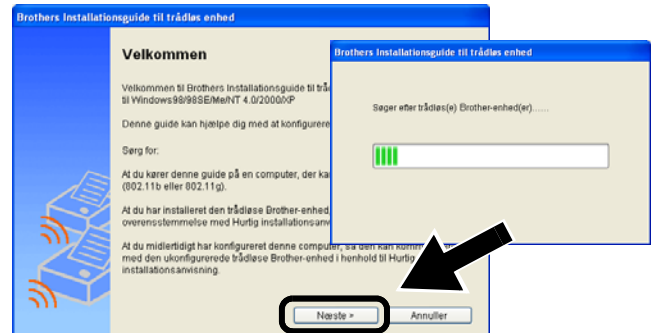 Brothers Installationsguide til trådløs enhed
Velkommen
Velkommen til Brothers Installationsguide til
til Windows98/98SE/Me/NT 4.0/2000/XP
Denne guide kan hjælpe dig med at konfigurere
Sørg for:
At du kører denne guide på en computer, der
(802.11b eller 802.11g).
At du har installeret den trådløse Brother-enhed,
overensstemmelse med Hurtig
At du midlertidigt har konfigureret denne computer, så den kan
med den ukonfigurerede trådløse Brother-enhed i henhold til Hurtig
installationsanvisning.
Næste >
Annuller
Brothers Installationsguide til trådløs enhed
Søger efter trådløs(e) Brother-enhed(er)......